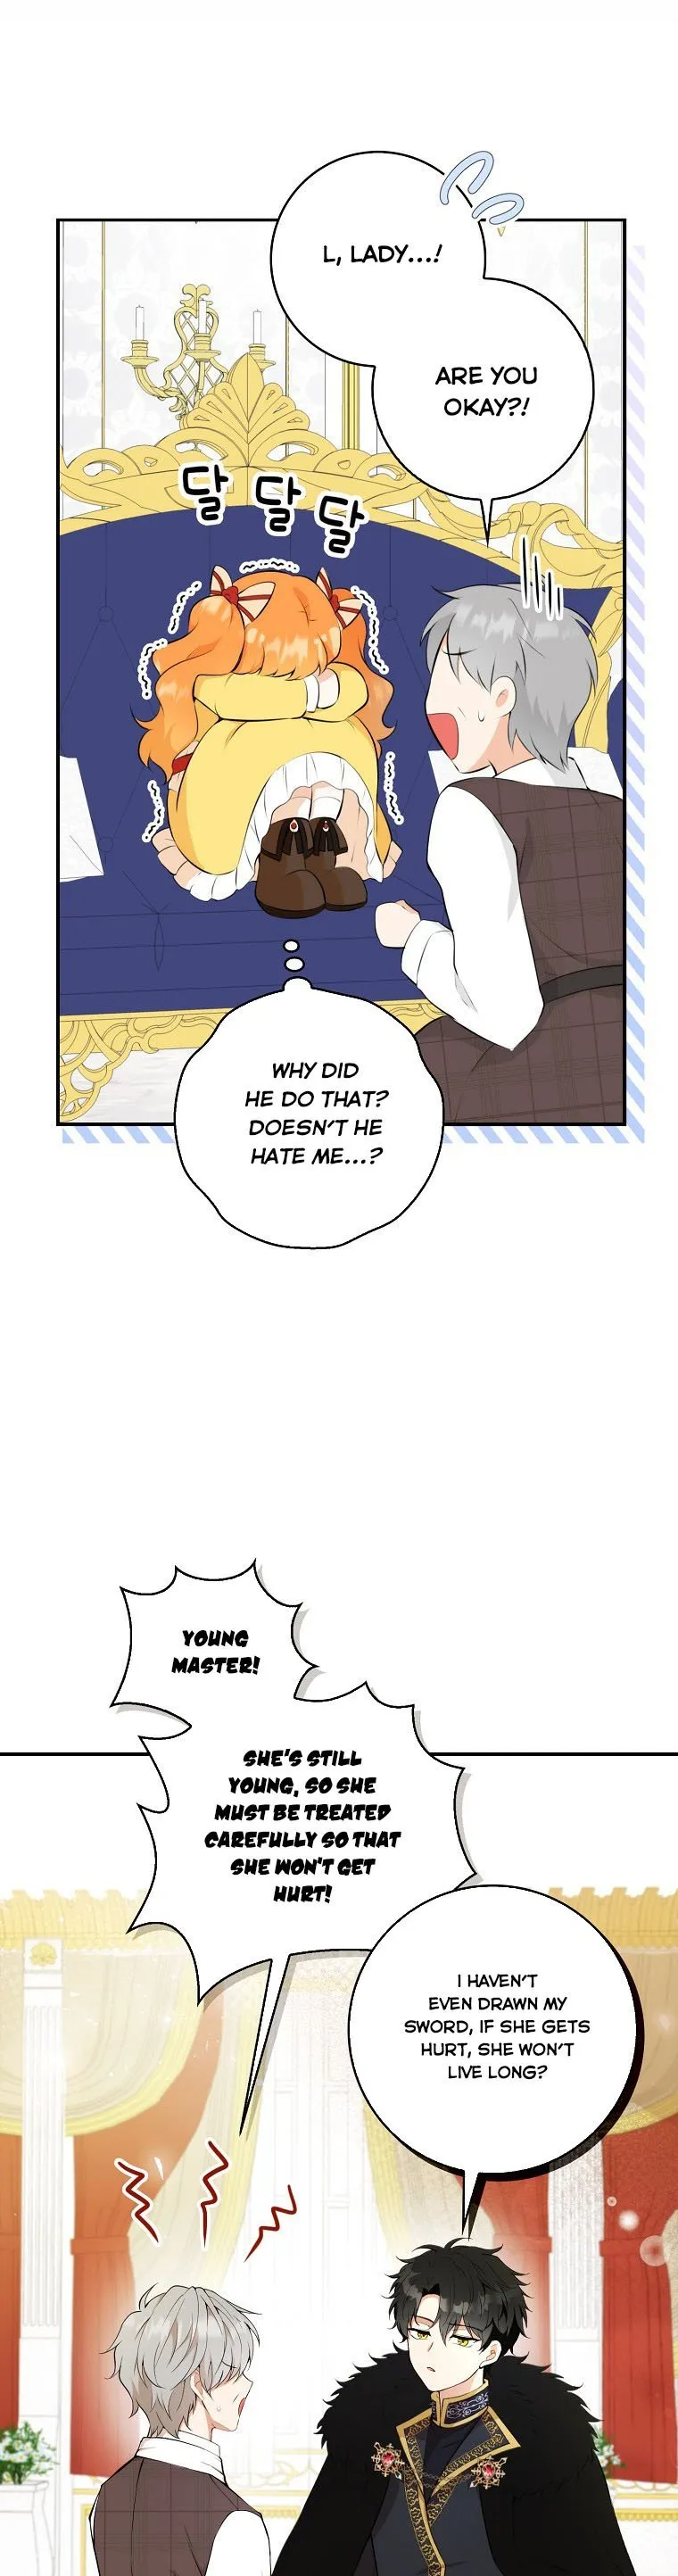 L, LADY...!
ARE YOU
OKAY?!
달 달 달
WHY DID
HE DO THAT?
DOESN'T HE
HATE ME...?
YOUNG
MASTER!
SHE'S STILL
YOUNG, SO SHE
MUST BE TREATED
CAREFULLY SO THAT
SHE WON'T GET
HURT!
I HAVEN'T
EVEN DRAWN MY
SWORD, IF SHE GETS
HURT, SHE WON'T
LIVE LONG?